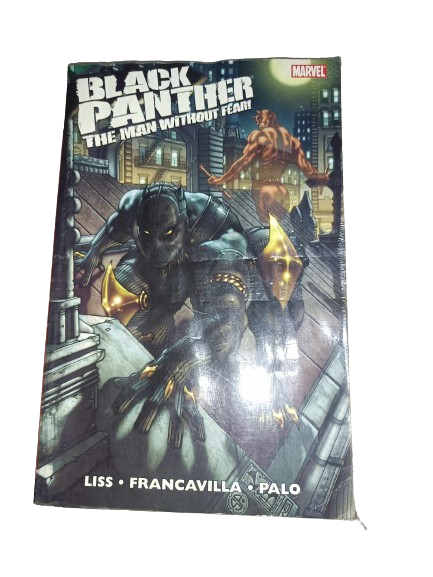 MARVEL
BLACK
PANTHER
THE MAN WITHOUT FEAR!
LISS • FRANCAVILLA • PALO